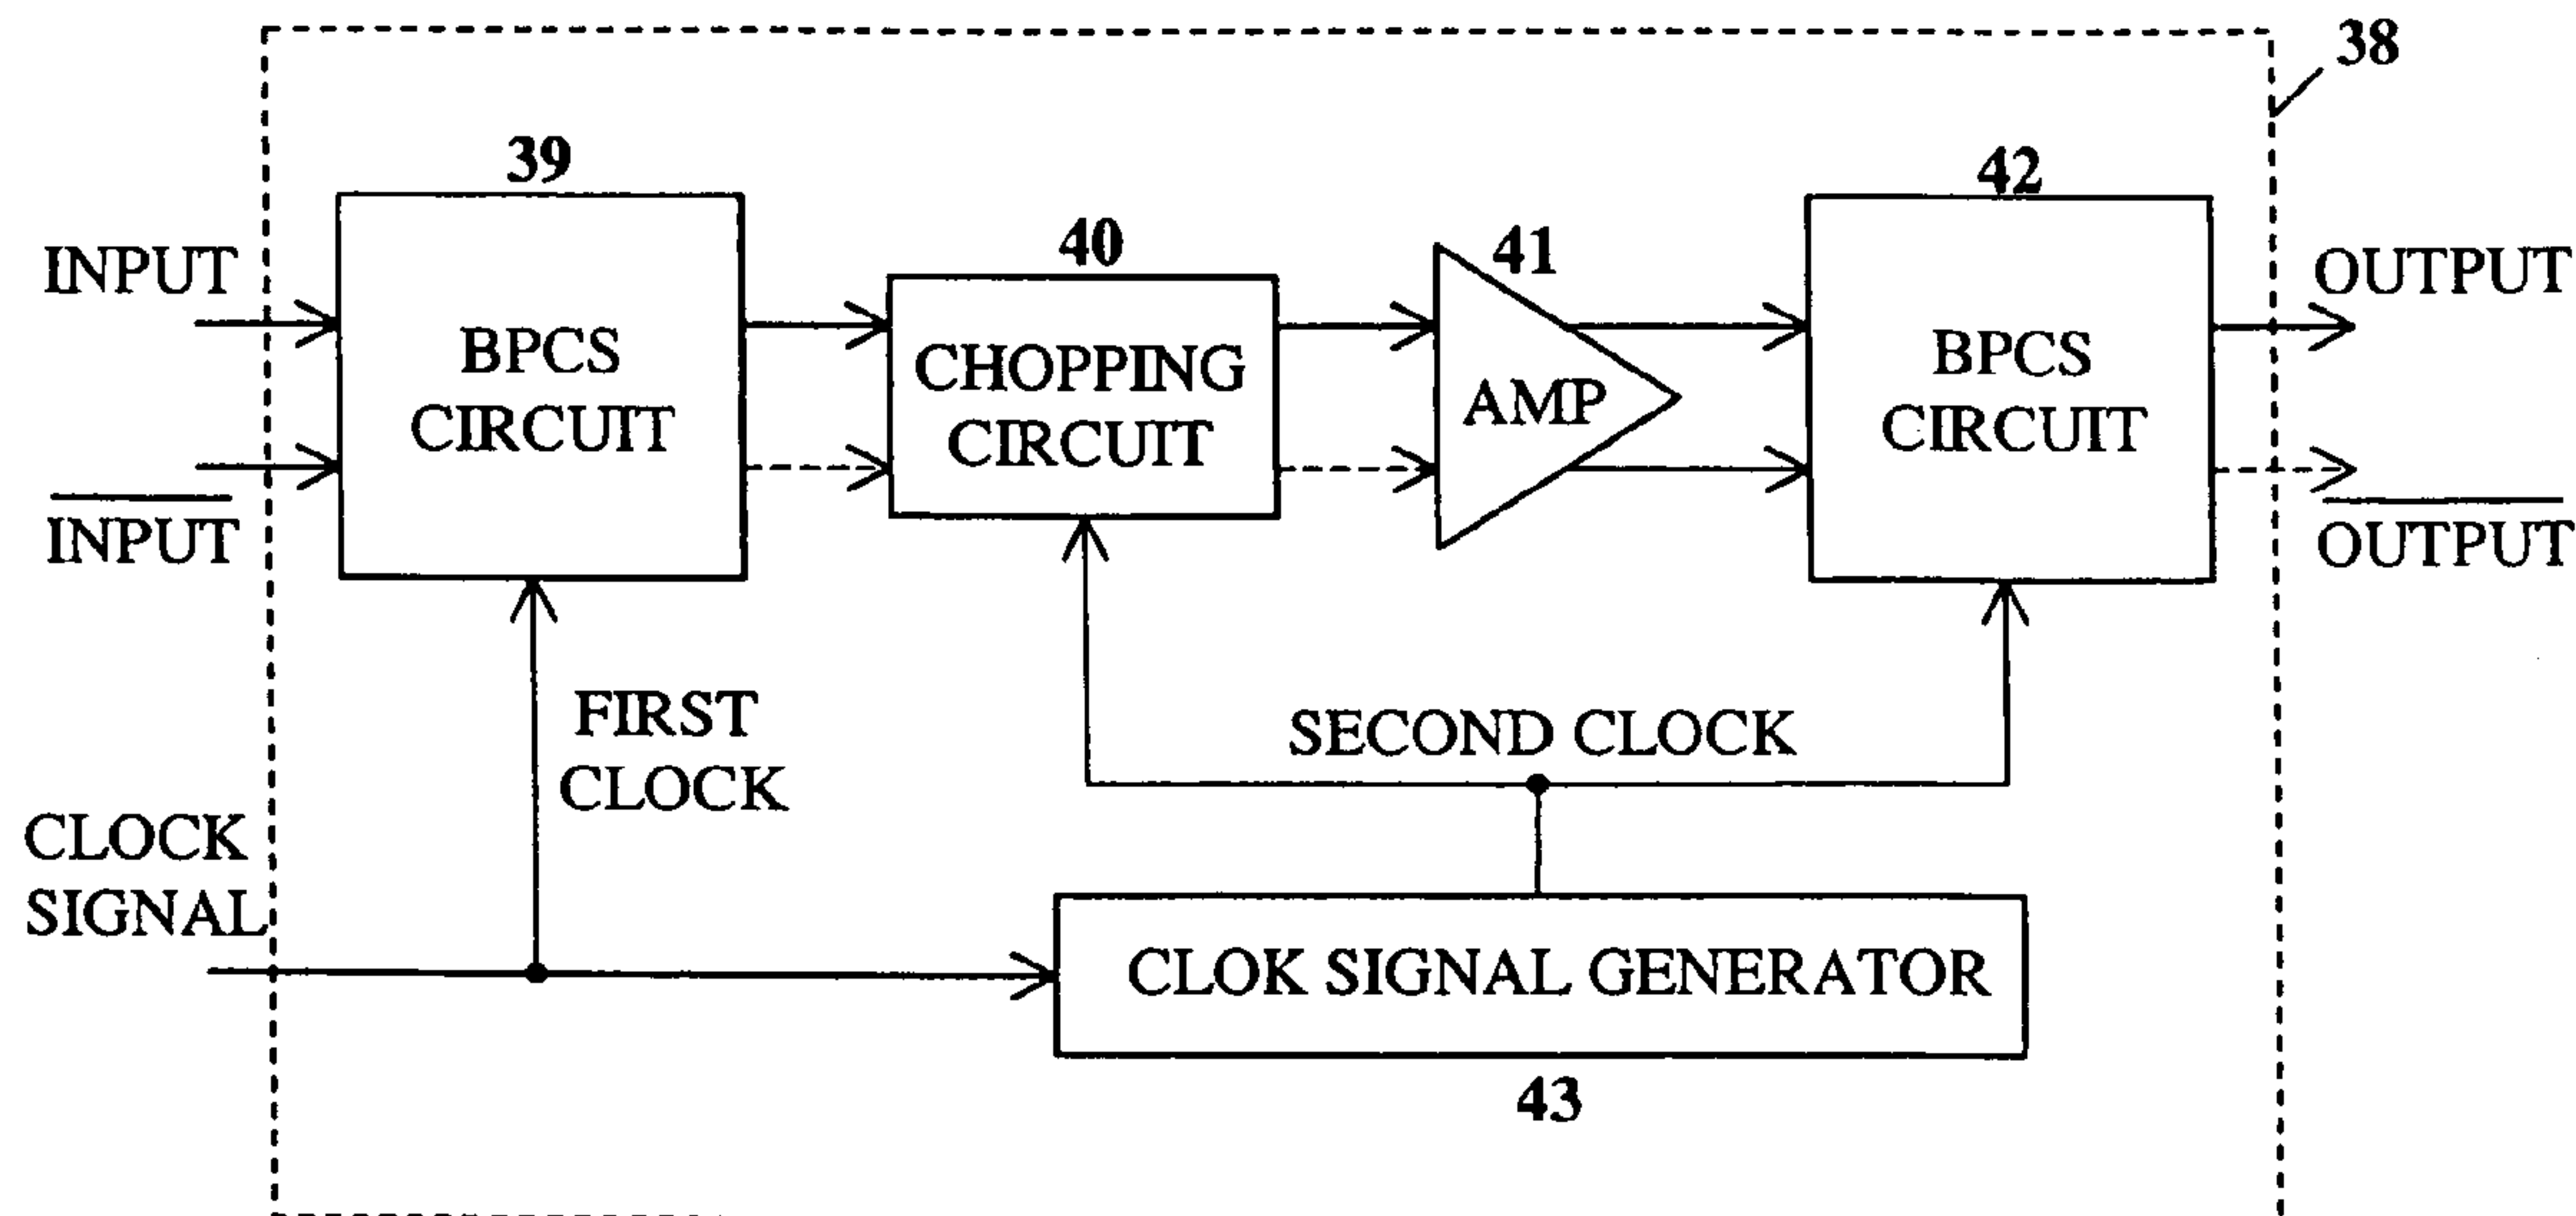 38
39
42
40
41
INPUT
OUTPUT
BPCS
CIRCUIT
CHOPPING
CIRCUIT
AMP
BPCS
CIRCUIT
INPUT
OUTPUT
FIRST
CLOCK
SECOND CLOCK
CLOCK
SIGNAL
CLOK SIGNAL GENERATOR
43